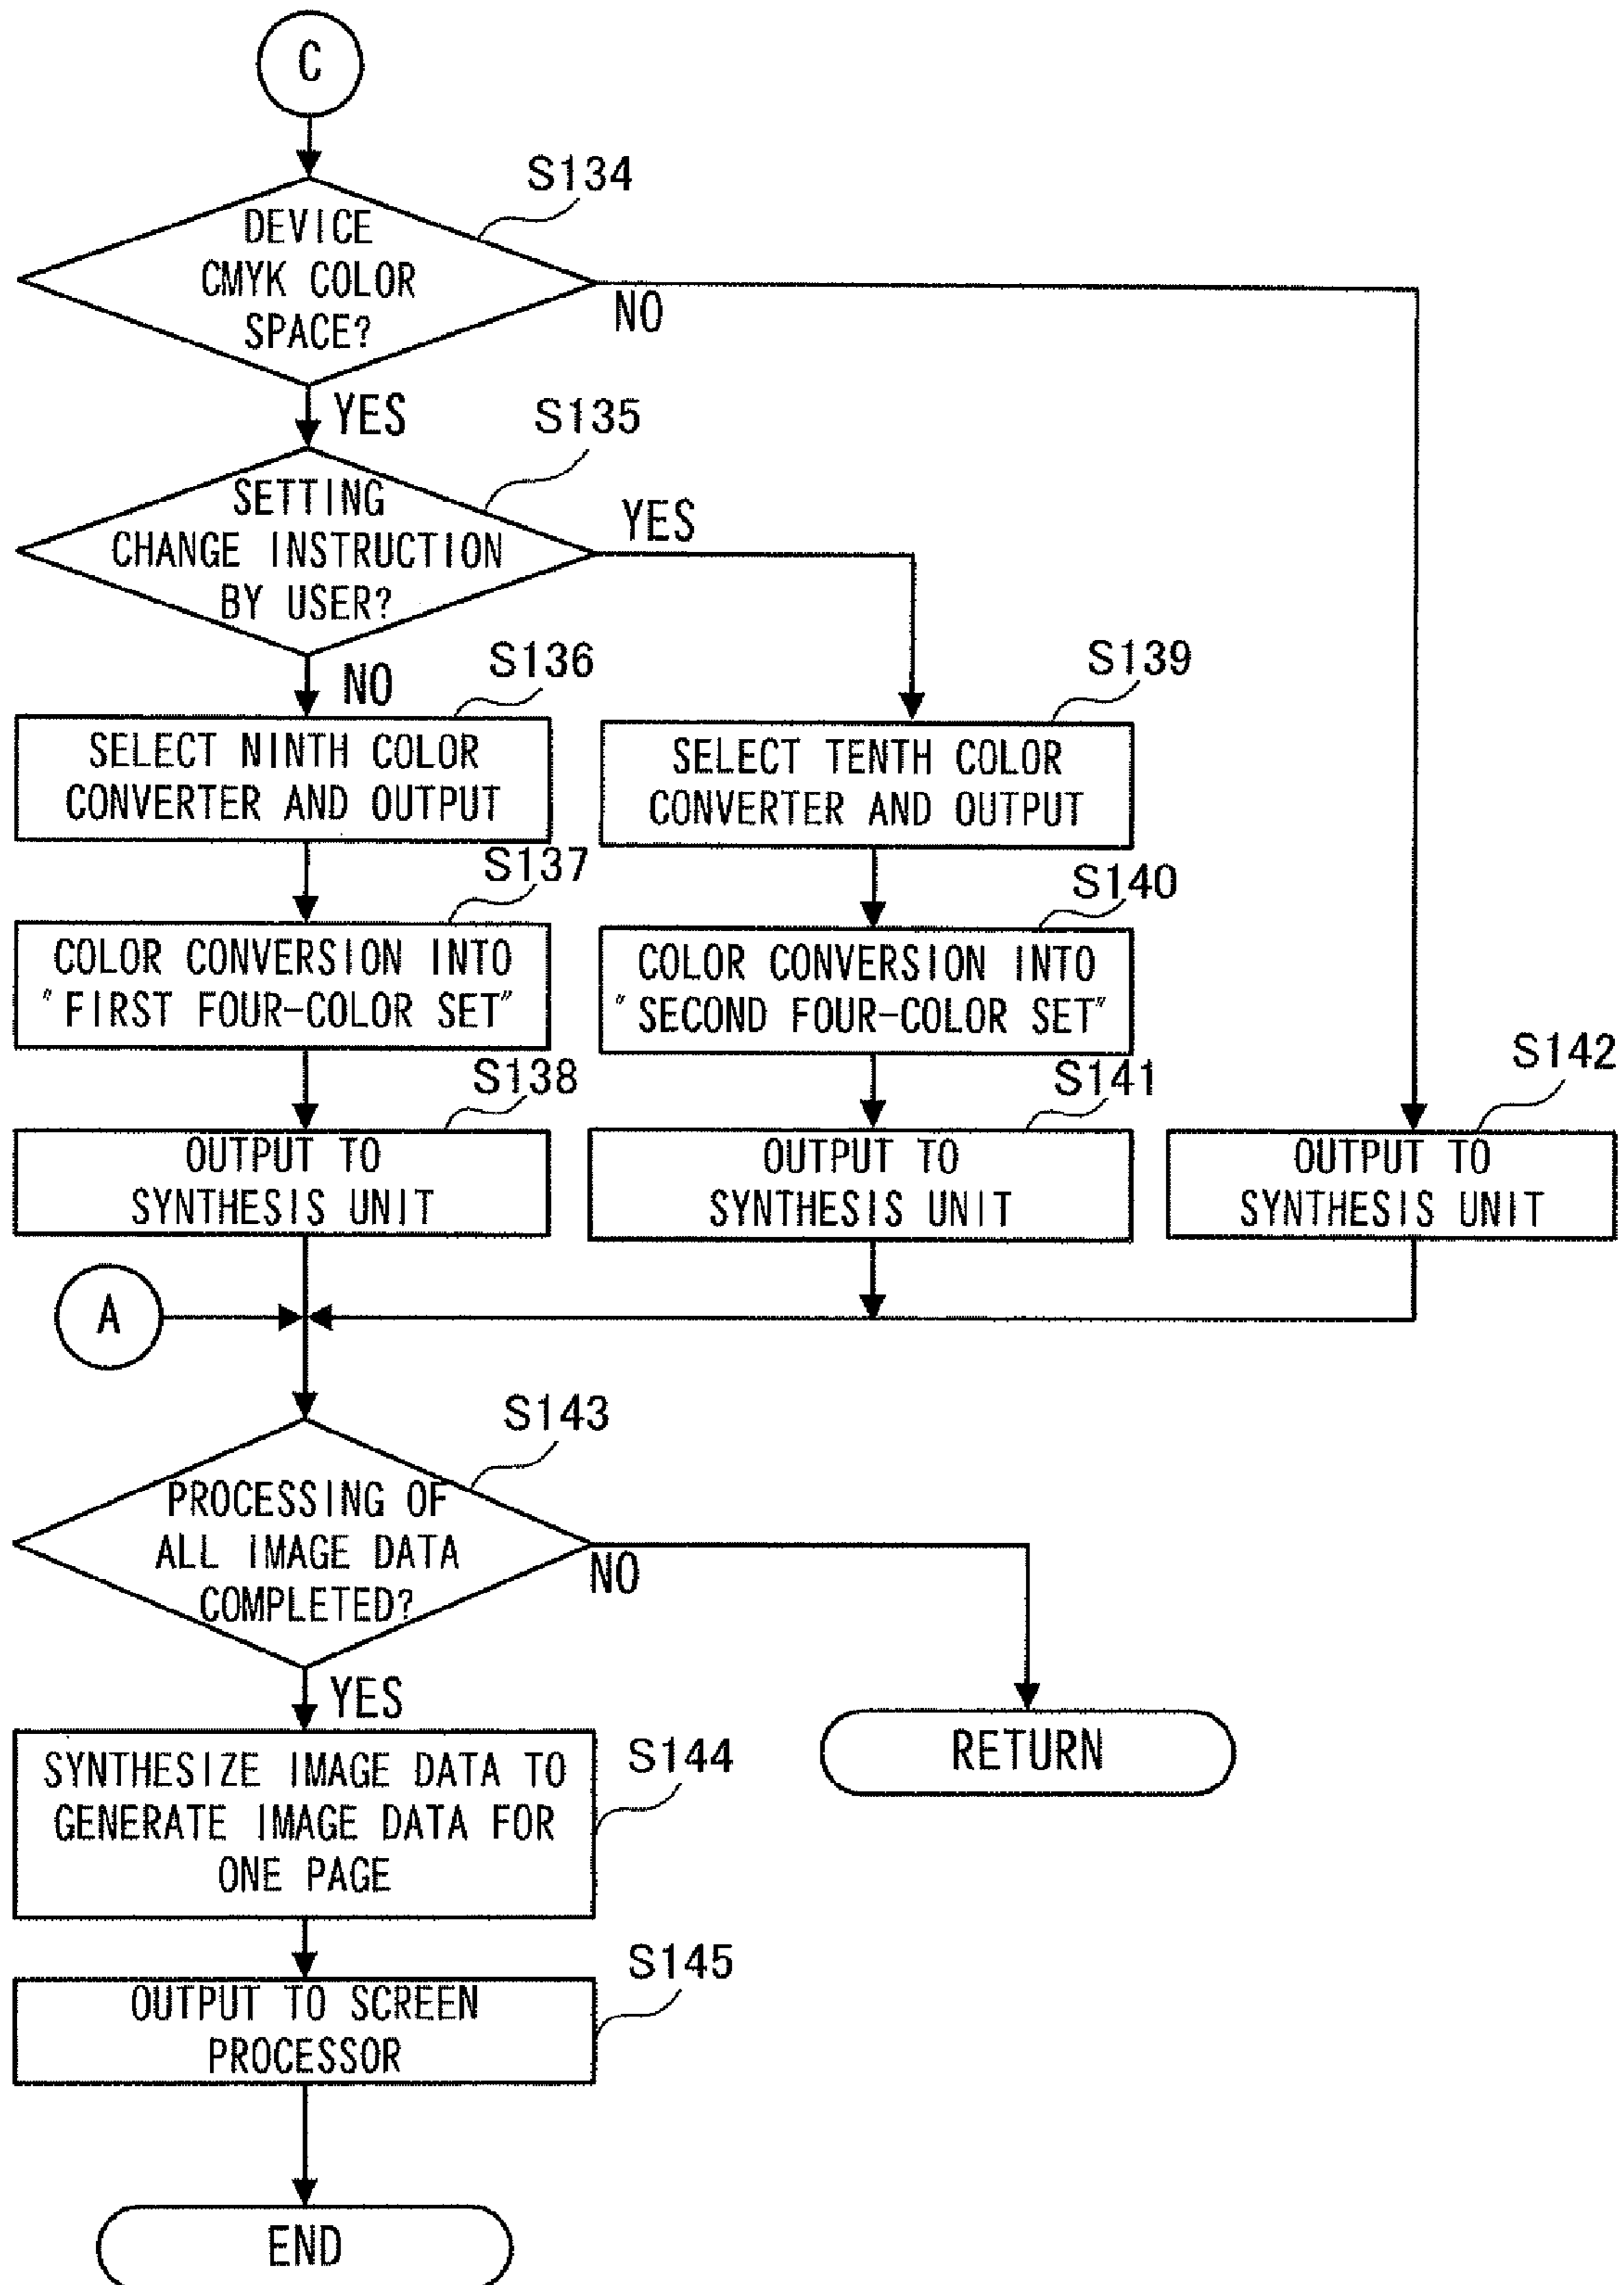 C
S134
DEVICE
CMYK COLOR
SPACE?
NO
YES
S135
SETTING
CHANGE INSTRUCTION
BY USER?
YES
NO
S136
SELECT NINTH COLOR
CONVERTER AND OUTPUT
S139
SELECT TENTH COLOR
CONVERTER AND OUTPUT
S137
COLOR CONVERSION INTO
"FIRST FOUR-COLOR SET"
S140
COLOR CONVERSION INTO
"SECOND FOUR-COLOR SET"
S138
OUTPUT TO
SYNTHESIS UNIT
S141
OUTPUT TO
SYNTHESIS UNIT
S142
OUTPUT TO
SYNTHESIS UNIT
A
S143
PROCESSING OF
ALL IMAGE DATA
COMPLETED?
NO
YES
RETURN
S144
SYNTHESIZE IMAGE DATA TO
GENERATE IMAGE DATA FOR
ONE PAGE
S145
OUTPUT TO SCREEN
PROCESSOR
END